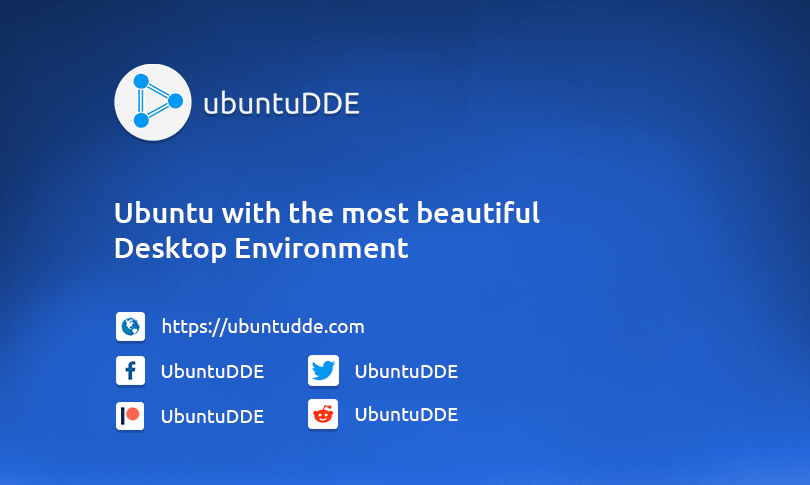 ubuntuDDE
Ubuntu with the most beautiful
Desktop Environment
https://ubuntudde.com
UbuntuDDE
UbuntuDDE
UbuntuDDE
UbuntuDDE